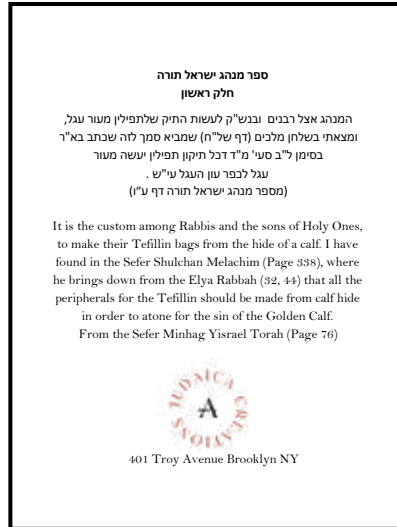 ספר מנהג ישראל תורה
חלק ראשון
המנהג אצל רבנים ובנש"ק לעשות התיק שלתפילין מעור עגל,
ומצאתי בשלחן מלכים (דף של"ח) שמביא סמך לזה שכתב בא"ר
בסימן ל"ב סעי' מ"ד דכל תיקון תפילין יעשה מעור
עגל לכפר עון העגל עי"ש .
(מספר מנהג ישראל תורה דף ע"ו)
It is the custom among Rabbis and the sons of Holy Ones,
to make their Tefillin bags from the hide of a calf. I have
found in the Sefer Shulchan Melachim (Page 338), where
he brings down from the Elya Rabbah (32, 44) that all the
peripherals for the Tefillin should be made from calf hide
in order to atone for the sin of the Golden Calf.
From the Sefer Minhag Yisrael Torah (Page 76)
JUDAICA CREATIONS
A
401 Troy Avenue Brooklyn NY